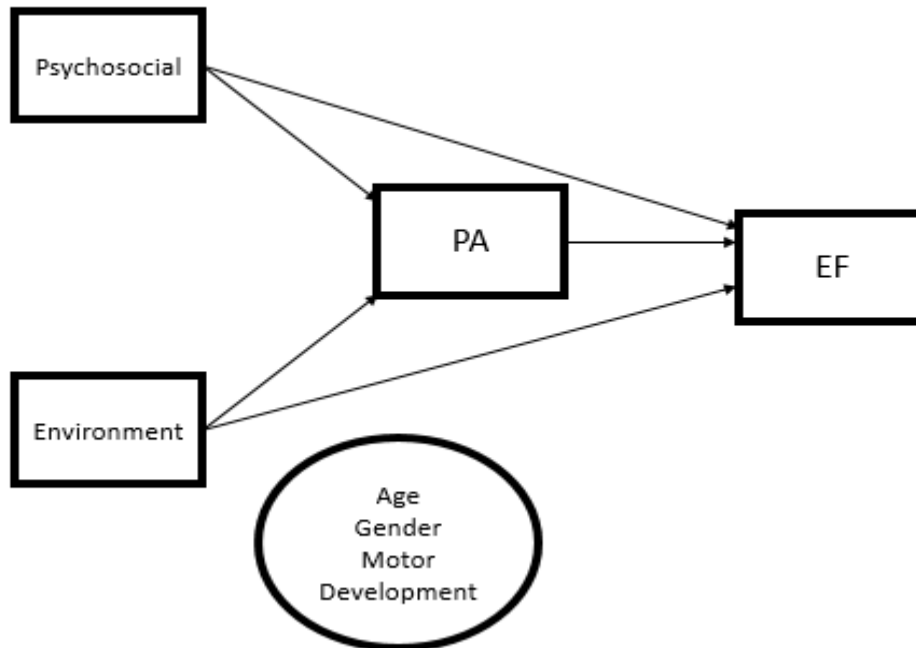 Psychosocial
PA
EF
Environment
Age
Gender
Motor
Development